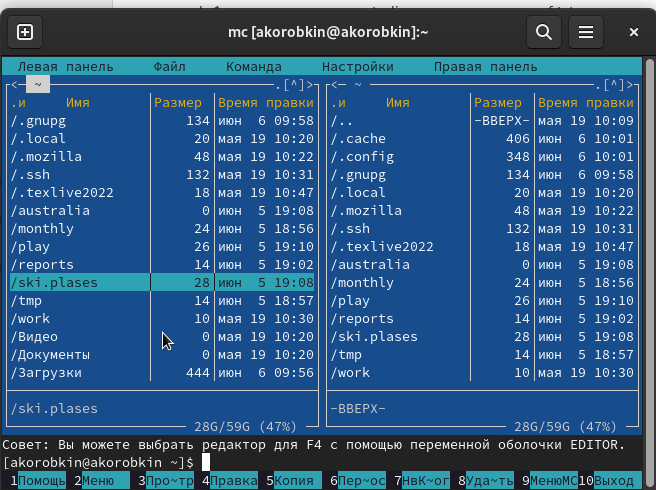 mc [akorobkin@akorobkin]:~
Левая панель Файл Команда Настройки Правая панель
<— ~ .[^]> <— ~ .[^]>
.и Имя Размер Время правки .и Имя Размер Время правки
/.gnupg 134 июн 6 09:58 /.. -ВВЕРХ- мая 19 10:09
/.local 20 мая 19 10:20 /.cache 406 июн 6 10:01
/.mozilla 48 мая 19 10:22 /.config 348 июн 6 10:01
/.ssh 132 мая 19 10:31 /.gnupg 134 июн 6 09:58
/.texlive2022 18 мая 19 10:47 /.local 20 мая 19 10:20
/australia 0 июн 5 19:08 /.mozilla 48 мая 19 10:22
/monthly 24 июн 5 18:56 /.ssh 132 мая 19 10:31
/play 26 июн 5 19:10 /.texlive2022 18 мая 19 10:47
/reports 14 июн 5 19:02 /australia 0 июн 5 19:08
/ski.plases 28 июн 5 19:08 /monthly 24 июн 5 18:56
/tmp 14 июн 5 18:57 /play 26 июн 5 19:10
/work 10 мая 19 10:30 /reports 14 июн 5 19:02
/Видео 0 мая 19 10:20 /ski.plases 28 июн 5 19:08
/Документы 0 мая 19 10:20 /tmp 14 июн 5 18:57
/Загрузки 444 июн 6 09:56 /work 10 мая 19 10:30
/ski.plases -ВВЕРХ-
28G/59G (47%) 28G/59G (47%)
Совет: Вы можете выбрать редактор для F4 с помощью переменной оболочки EDITOR.
[akorobkin@akorobkin ~]$
1Помощь 2Меню 3Про~тр 4Правка 5Копия 6Пер~ос 7НвК~ог 8Уда~ть 9МенюMC 10Выход